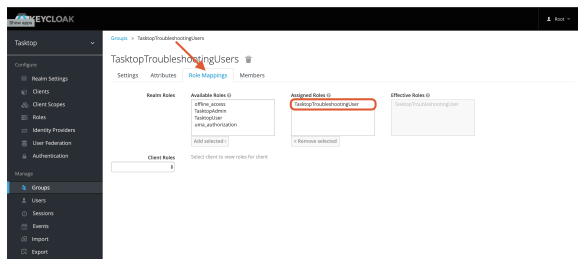 KEYCLOAK
Show apps
Root
Tasktop
Groups > TasktopTroubleshootingUsers
TasktopTroubleshootingUsers
Settings Attributes Role Mappings Members
Configure
Realm Settings
Clients
Client Scopes
Roles
Identity Providers
User Federation
Authentication
Manage
Groups
Users
Sessions
Events
Import
Export
Realm Roles
Available Roles
offline_access
TasktopAdmin
TasktopUser
uma_authorization
Add selected »
Assigned Roles
TasktopTroubleshootingUser
« Remove selected
Effective Roles
TasktopTroubleshootingUser
Client Roles
Select client to view roles for client